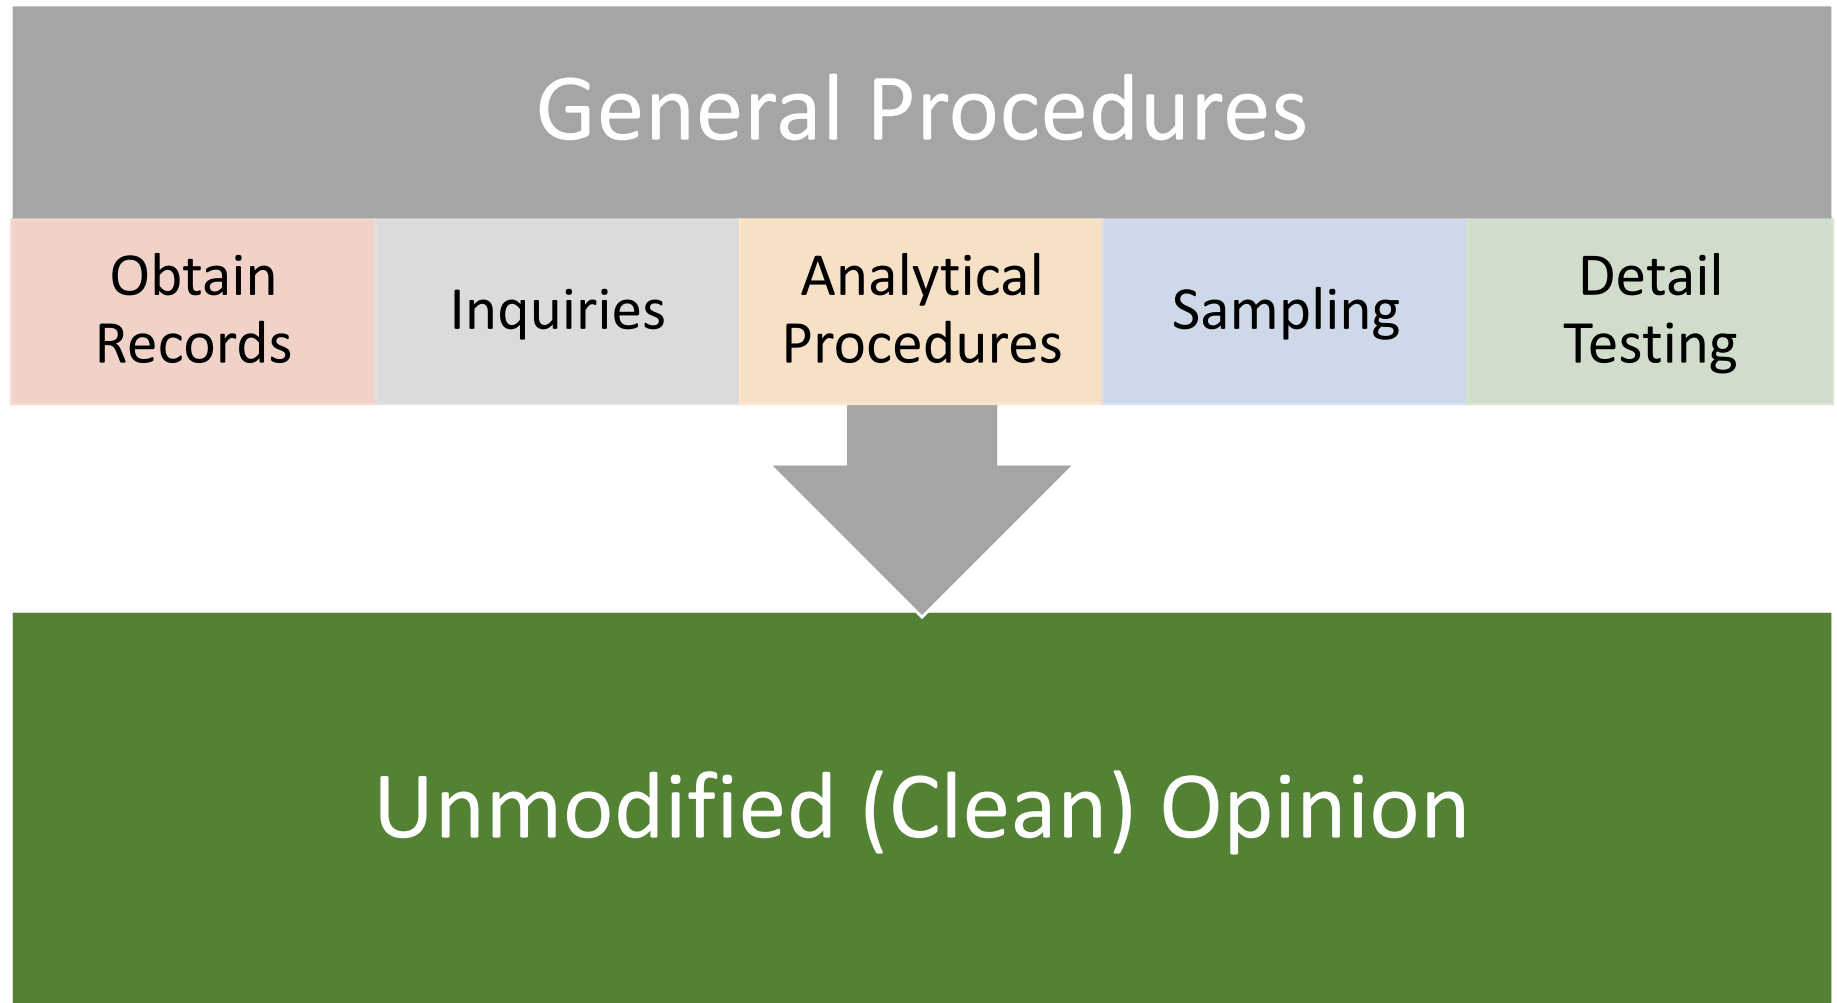 General Procedures
Obtain
Records
Inquiries
Analytical
Procedures
Sampling
Detail
Testing
Unmodified (Clean) Opinion